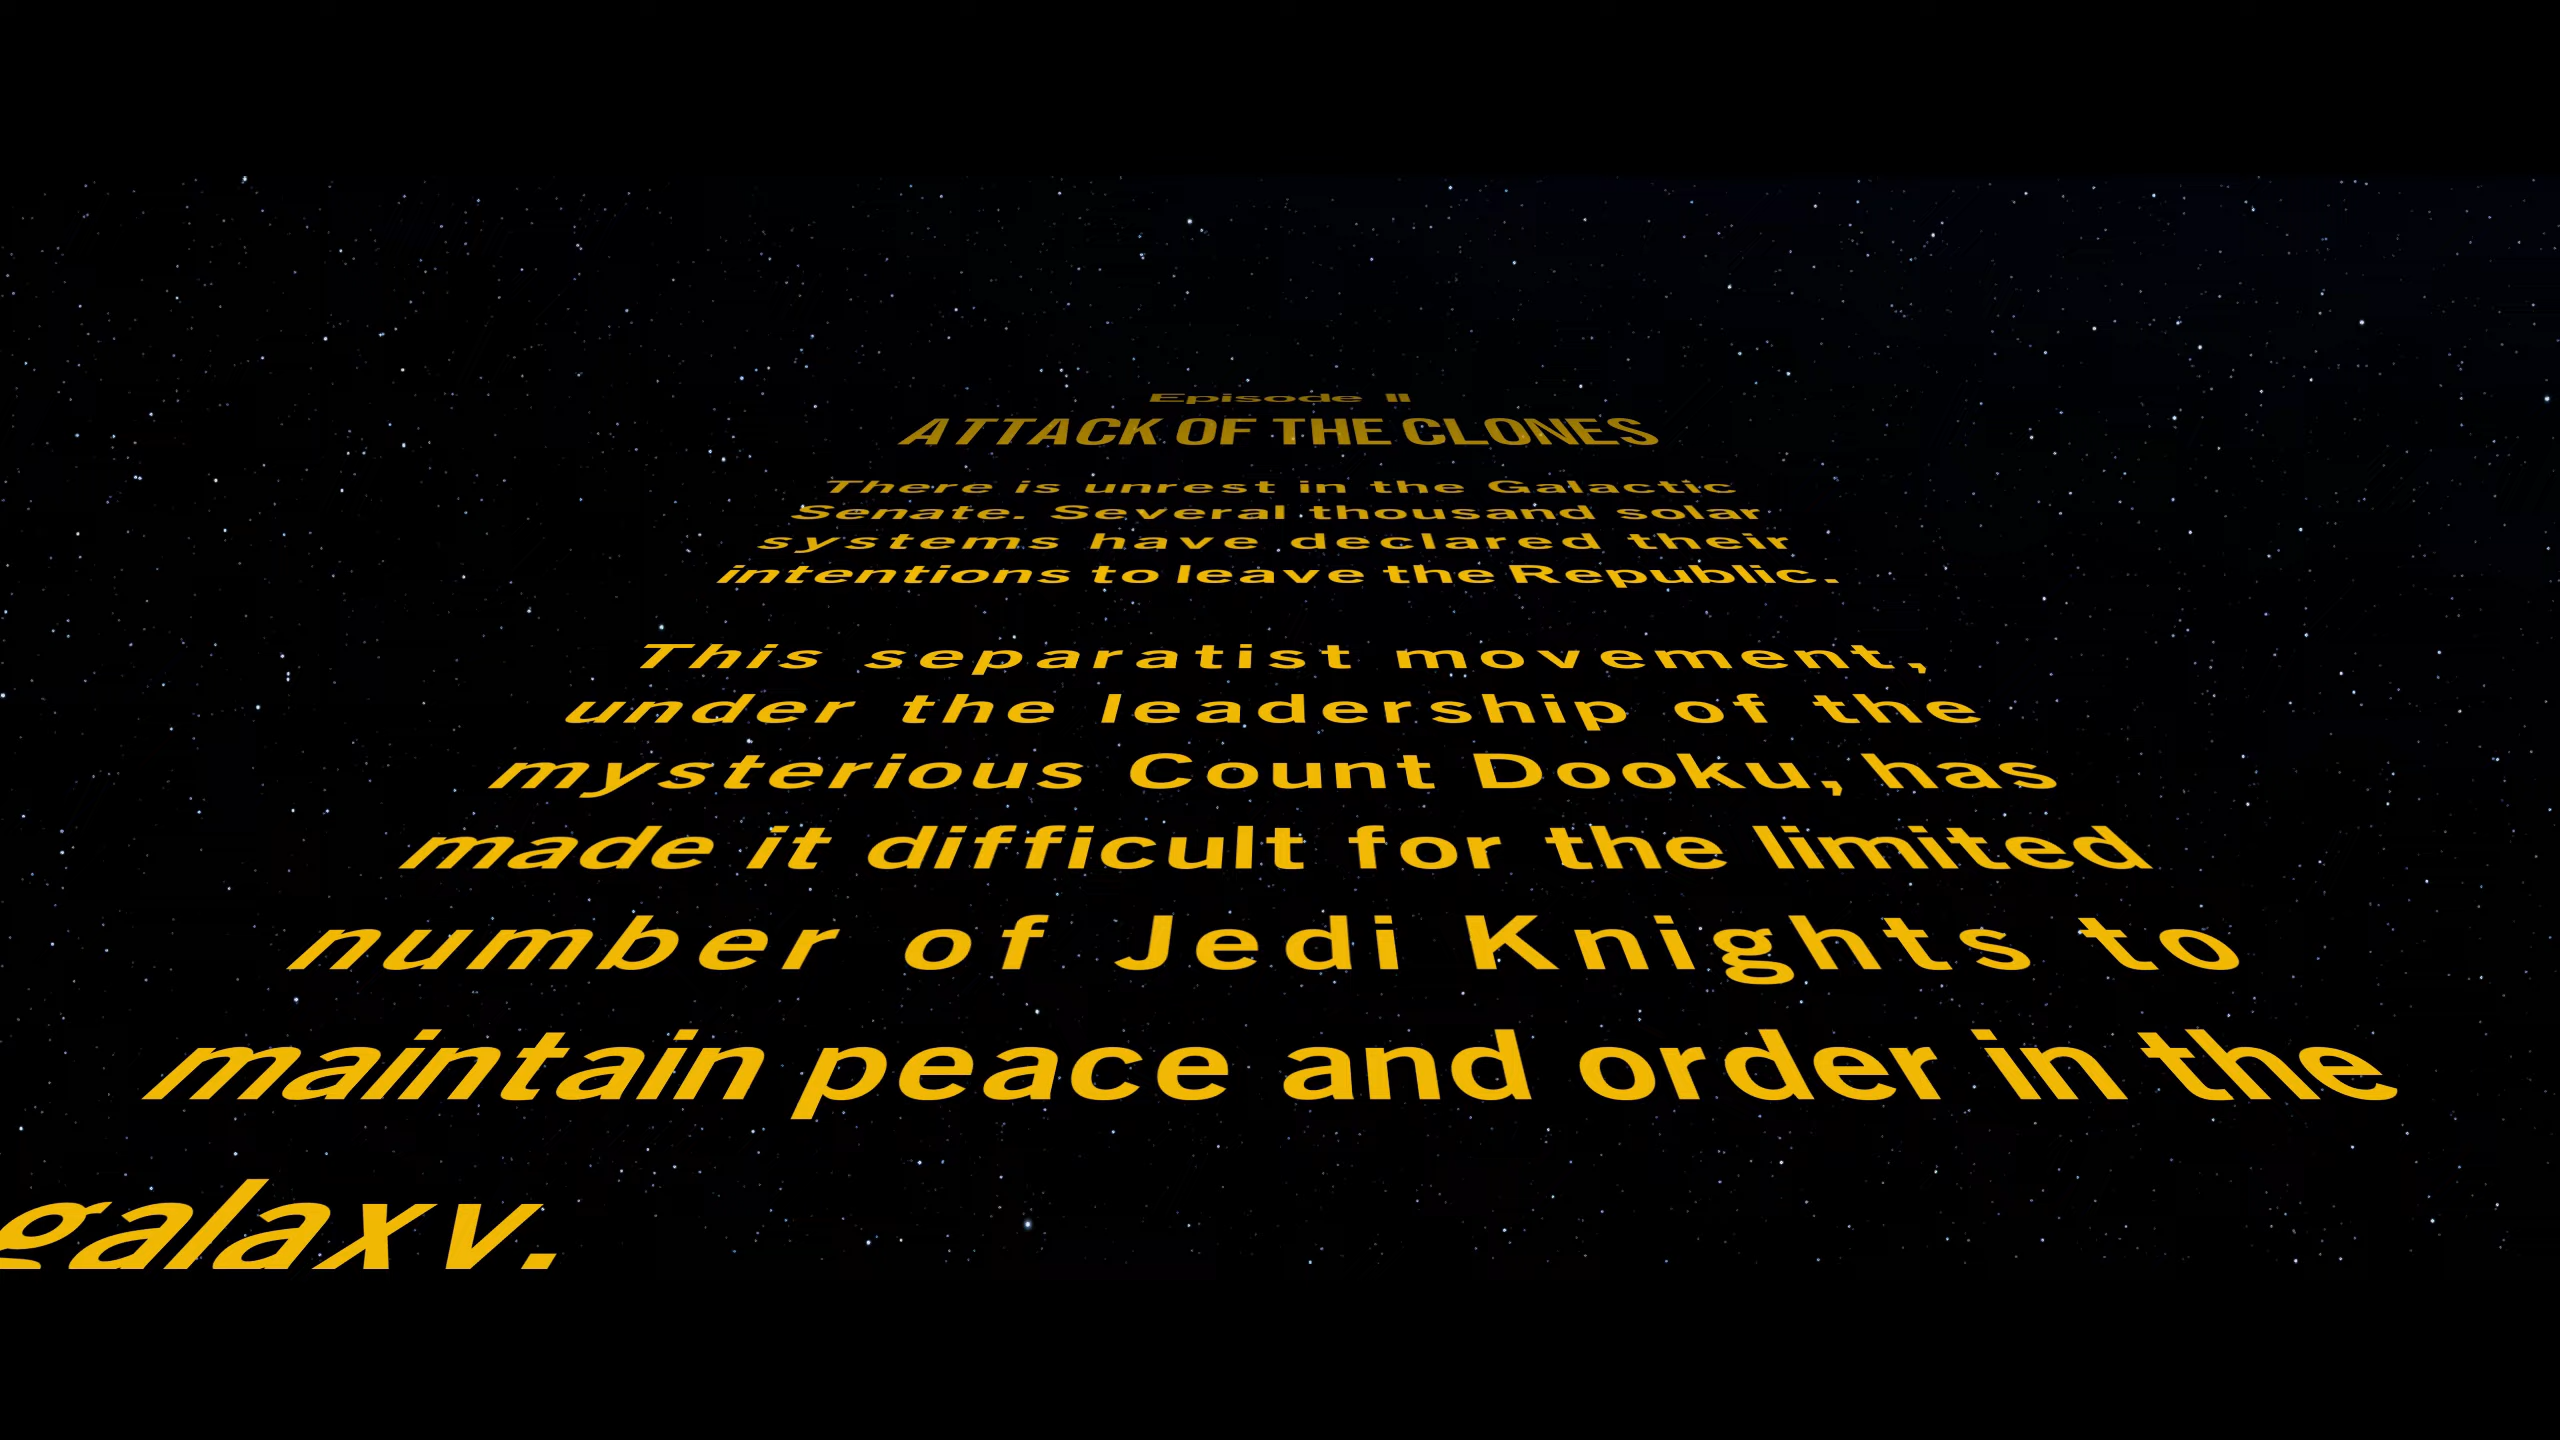 Episode II
ATTACK OF THE CLONES
There is unrest in the Galactic
Senate. Several thousand solar
systems have declared their
intentions to leave the Republic.
This separatist movement,
under the leadership of the
mysterious Count Dooku, has
made it difficult for the limited
number of Jedi Knights to
maintain peace and order in the
galaxy.